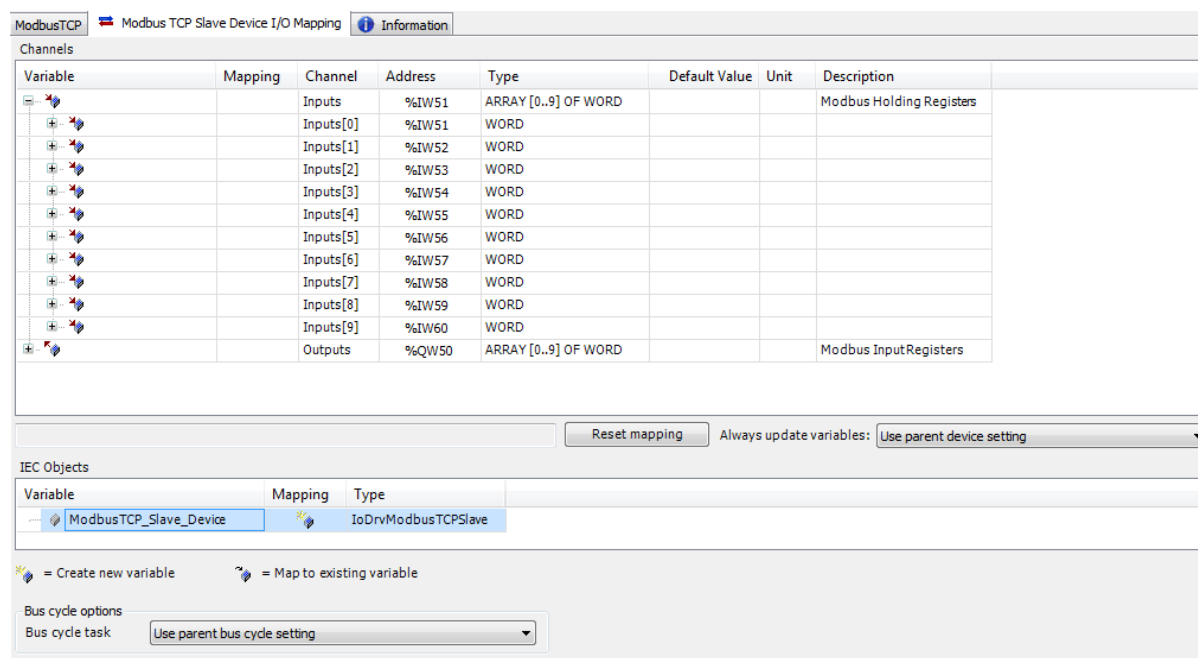 ModbusTCP Modbus TCP Slave Device I/O Mapping Information
Channels
Variable Mapping Channel Address Type Default Value Unit Description
Inputs %IW51 ARRAY [0..9] OF WORD Modbus Holding Registers
Inputs[0] %IW51 WORD
Inputs[1] %IW52 WORD
Inputs[2] %IW53 WORD
Inputs[3] %IW54 WORD
Inputs[4] %IW55 WORD
Inputs[5] %IW56 WORD
Inputs[6] %IW57 WORD
Inputs[7] %IW58 WORD
Inputs[8] %IW59 WORD
Inputs[9] %IW60 WORD
Outputs %QW50 ARRAY [0..9] OF WORD Modbus InputRegisters
Reset mapping Always update variables: Use parent device setting
IEC Objects
Variable Mapping Type
ModbusTCP_Slave_Device IoDrvModbusTCPSlave
= Create new variable = Map to existing variable
Bus cycle options
Bus cycle task Use parent bus cycle setting